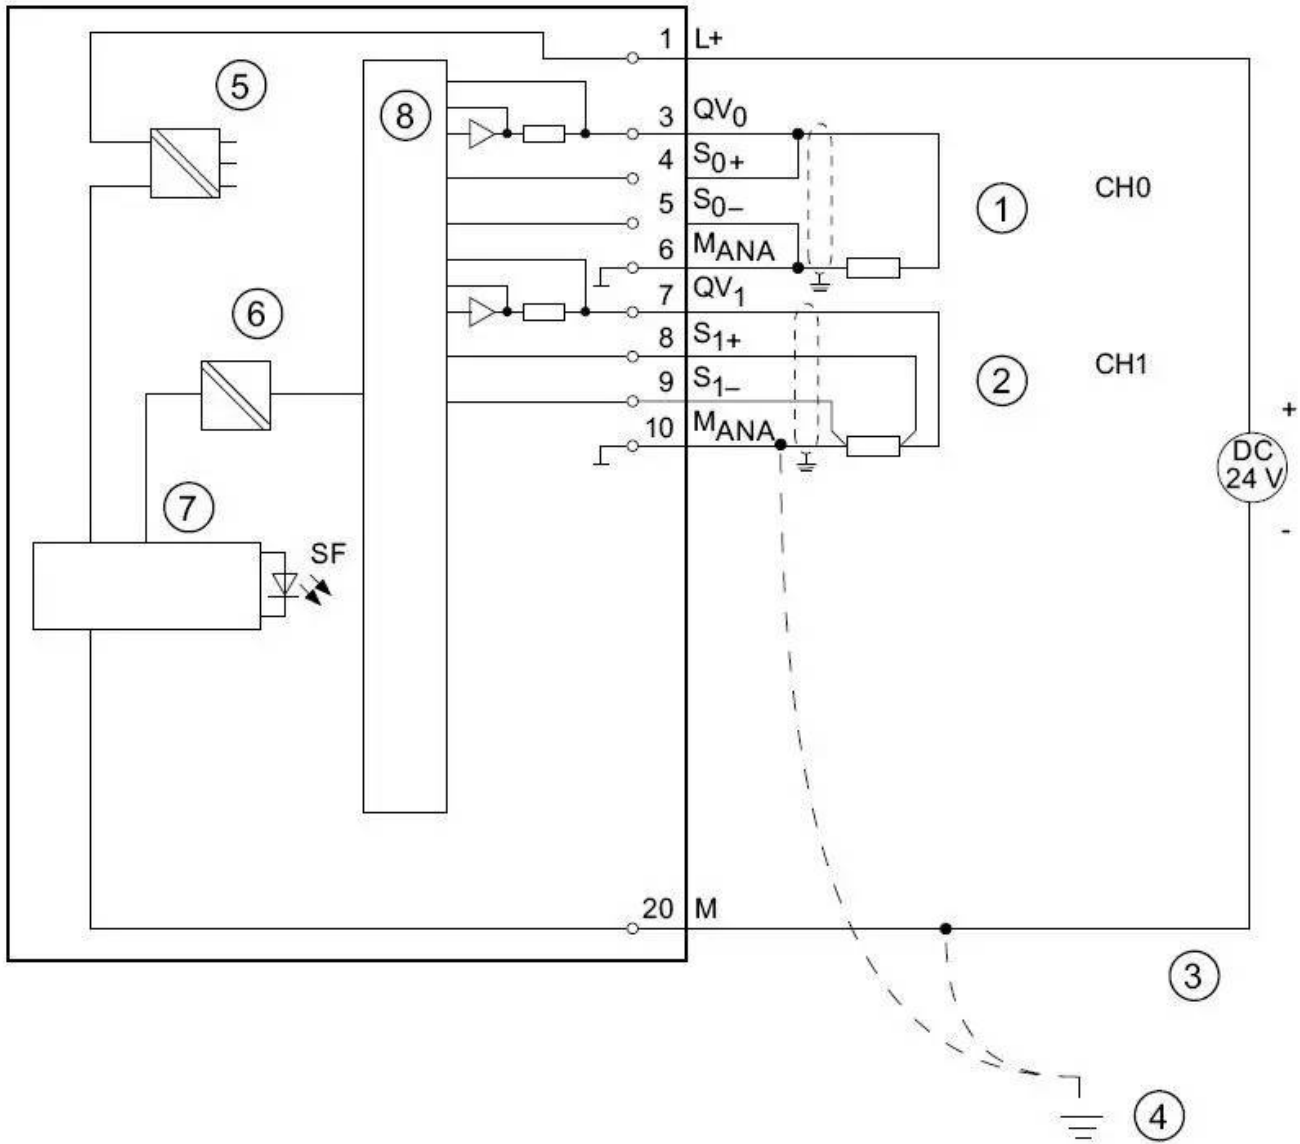 1 L+
5
8
3 QV0
4 S0+
CH0
1
5 S0–
6 MANA
7 QV1
6
8 S1+
CH1
2
9 S1–
10 MANA
+
DC
24 V
-
7
SF
20 M
3
4